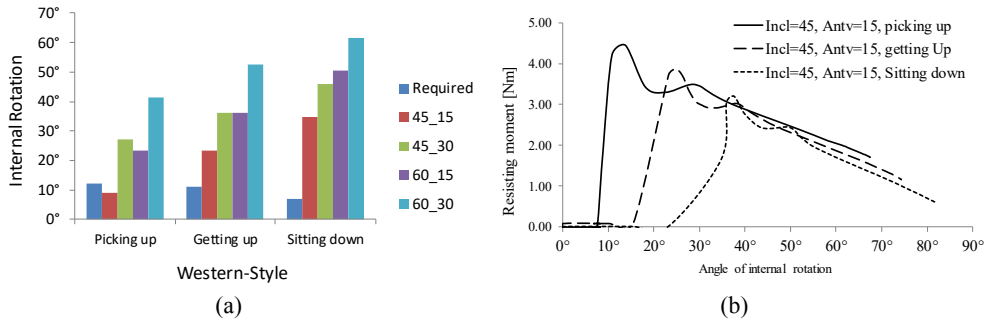 70°
60°
50°
40°
30°
20°
10°
0°
Internal Rotation
Picking up
Getting up
Sitting down
Western-Style
Required
45_15
45_30
60_15
60_30
(a)
5.00
4.00
3.00
2.00
1.00
0.00
Resisting moment [Nm]
Incl=45, Antv=15, picking up
Incl=45, Antv=15, getting Up
Incl=45, Antv=15, Sitting down
0° 10° 20° 30° 40° 50° 60° 70° 80° 90°
Angle of internal rotation
(b)